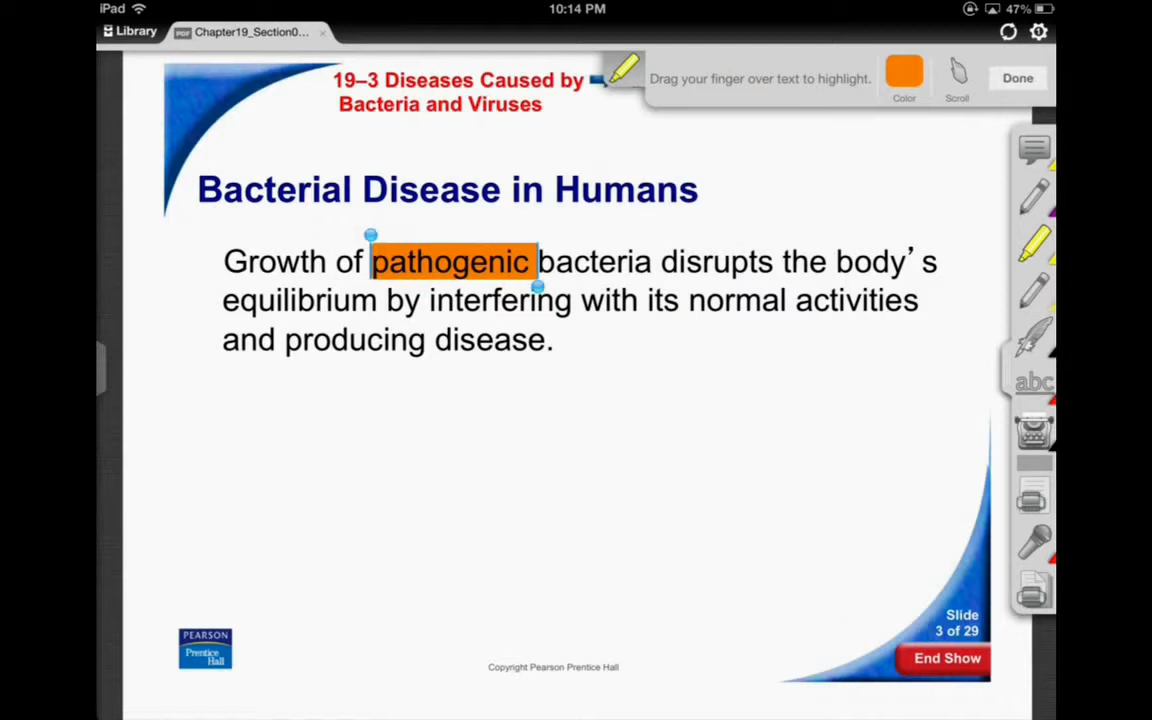 iPad 10:14 PM 47%
Library PDF Chapter19_Section0... ×
19–3 Diseases Caused by
Bacteria and Viruses
Drag your finger over text to highlight.
Color
Scroll
Done
Bacterial Disease in Humans
Growth of pathogenic bacteria disrupts the body’s
equilibrium by interfering with its normal activities
and producing disease.
abc
PEARSON
Prentice
Hall
Copyright Pearson Prentice Hall
Slide
3 of 29
End Show